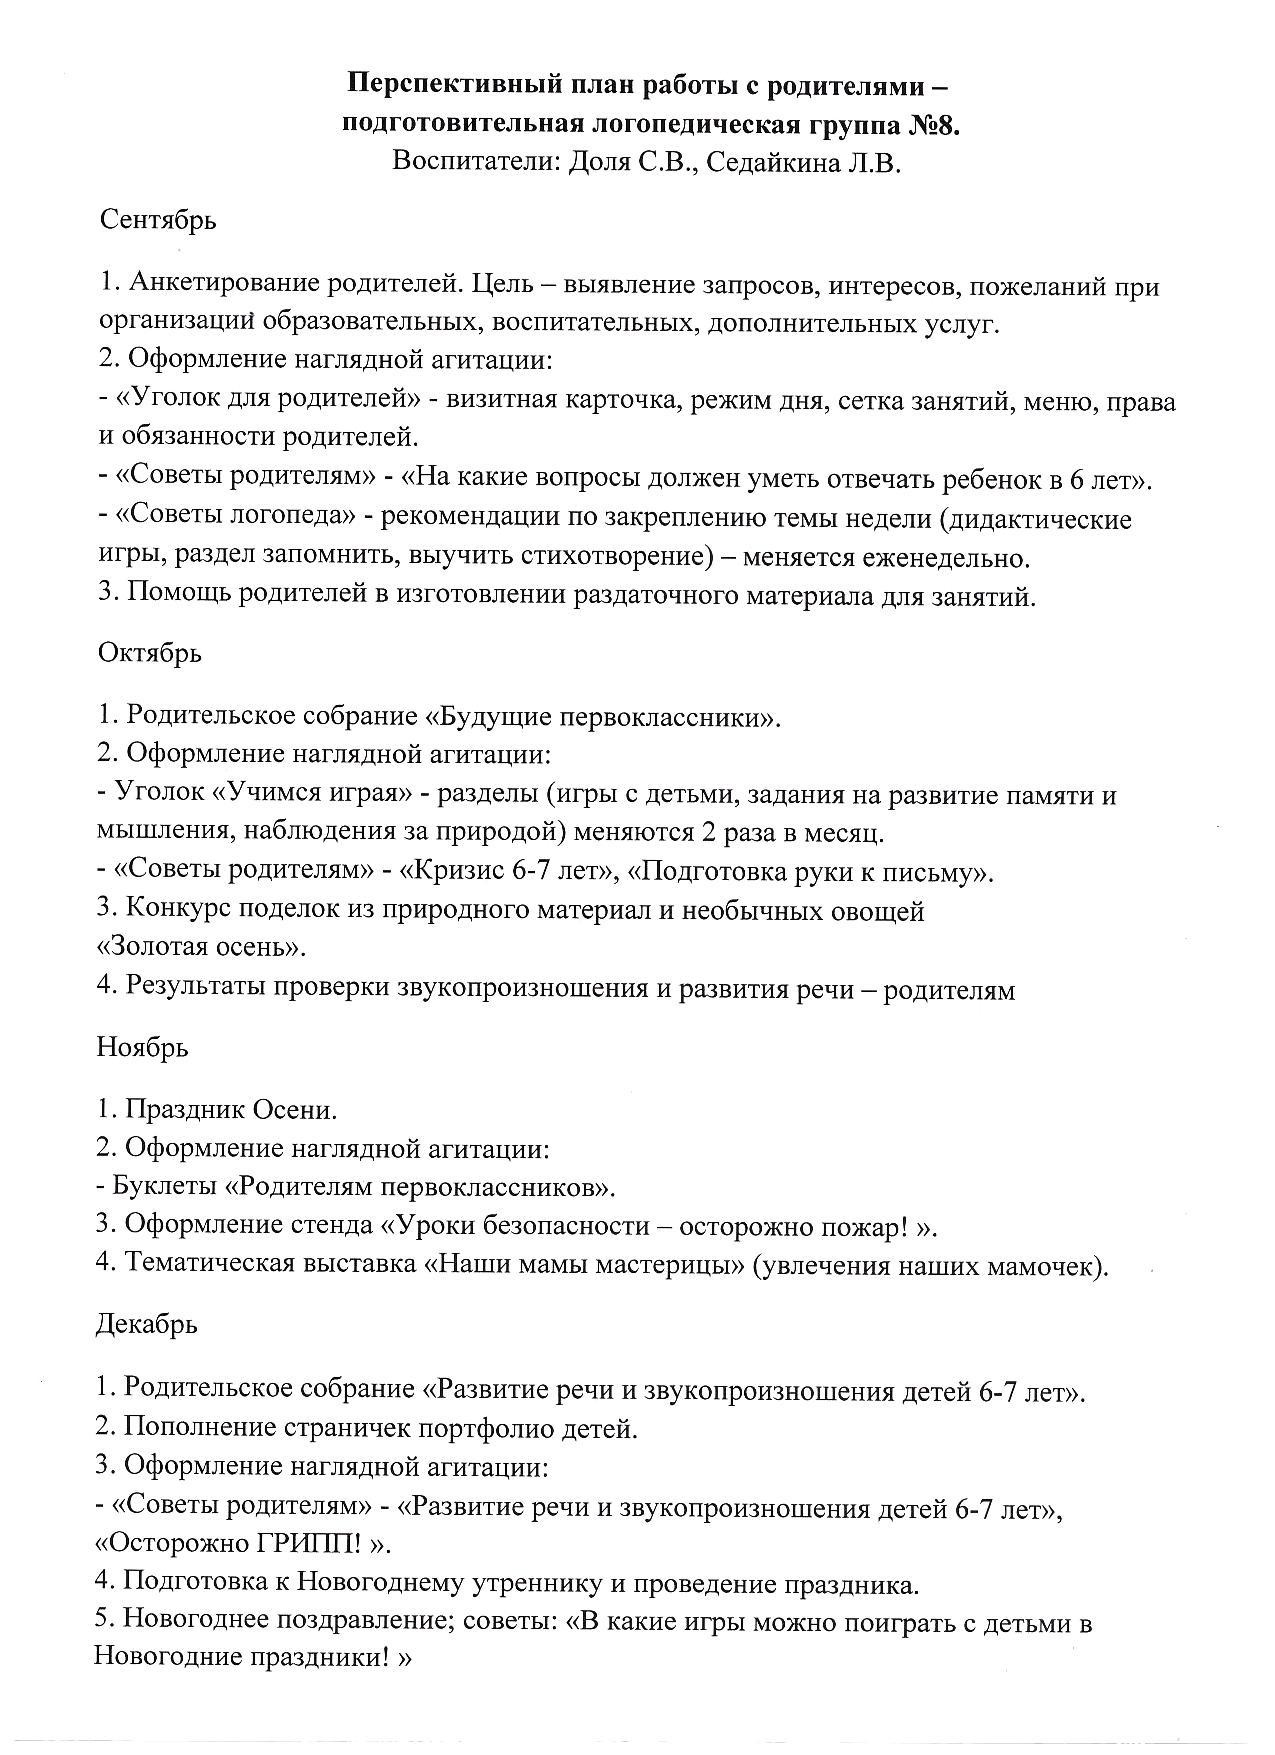 Перспективный план работы с родителями –
подготовительная логопедическая группа №8.
Воспитатели: Доля С.В., Седайкина Л.В.
Сентябрь
1. Анкетирование родителей. Цель – выявление запросов, интересов, пожеланий при
организации образовательных, воспитательных, дополнительных услуг.
2. Оформление наглядной агитации:
- «Уголок для родителей» - визитная карточка, режим дня, сетка занятий, меню, права
и обязанности родителей.
- «Советы родителям» - «На какие вопросы должен уметь отвечать ребенок в 6 лет».
- «Советы логопеда» - рекомендации по закреплению темы недели (дидактические
игры, раздел запомнить, выучить стихотворение) – меняется еженедельно.
3. Помощь родителей в изготовлении раздаточного материала для занятий.
Октябрь
1. Родительское собрание «Будущие первоклассники».
2. Оформление наглядной агитации:
- Уголок «Учимся играя» - разделы (игры с детьми, задания на развитие памяти и
мышления, наблюдения за природой) меняются 2 раза в месяц.
- «Советы родителям» - «Кризис 6-7 лет», «Подготовка руки к письму».
3. Конкурс поделок из природного материал и необычных овощей
«Золотая осень».
4. Результаты проверки звукопроизношения и развития речи – родителям
Ноябрь
1. Праздник Осени.
2. Оформление наглядной агитации:
- Буклеты «Родителям первоклассников».
3. Оформление стенда «Уроки безопасности – осторожно пожар! ».
4. Тематическая выставка «Наши мамы мастерицы» (увлечения наших мамочек).
Декабрь
1. Родительское собрание «Развитие речи и звукопроизношения детей 6-7 лет».
2. Пополнение страничек портфолио детей.
3. Оформление наглядной агитации:
- «Советы родителям» - «Развитие речи и звукопроизношения детей 6-7 лет»,
«Осторожно ГРИПП! ».
4. Подготовка к Новогоднему утреннику и проведение праздника.
5. Новогоднее поздравление; советы: «В какие игры можно поиграть с детьми в
Новогодние праздники! »